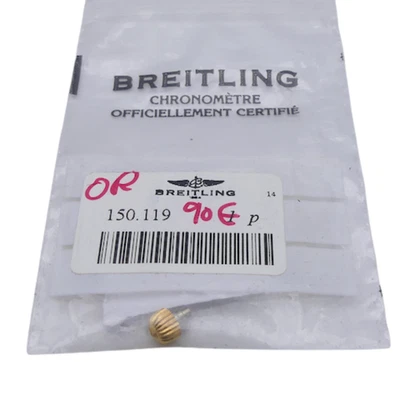 BREITLING
CHRONOMÈTRE
OFFICIELLEMENT CERTIFIÉ
OR
BREITLING
14
150.119 90€ 1 p